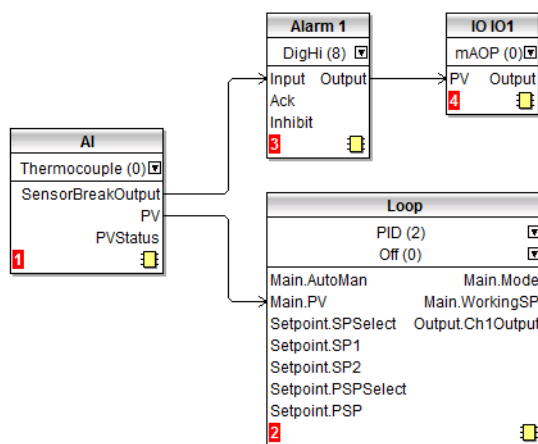 Alarm 1
DigHi (8)
Input Output
Ack
Inhibit
3
IO IO1
mAOP (0)
PV Output
4
AI
Thermocouple (0)
SensorBreakOutput
PV
PVStatus
1
Loop
PID (2)
Off (0)
Main.AutoMan Main.Mode
Main.PV Main.WorkingSP
Setpoint.SPSelect Output.Ch1Output
Setpoint.SP1
Setpoint.SP2
Setpoint.PSPSelect
Setpoint.PSP
2